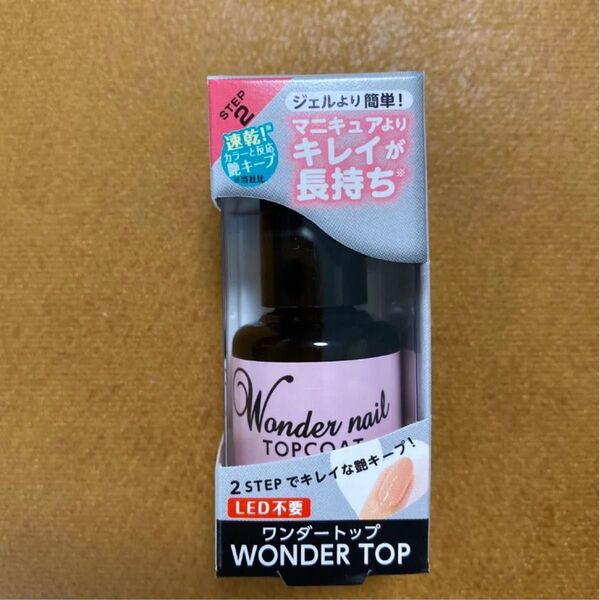 STEP
2
速乾!※
カラーと反応
艶キープ
※当社比
ジェルより簡単!
マニキュアより
キレイが
長持ち※
Wonder nail
TOPCOAT
2 STEPでキレイな艶キープ!
LED不要
ワンダートップ
WONDER TOP